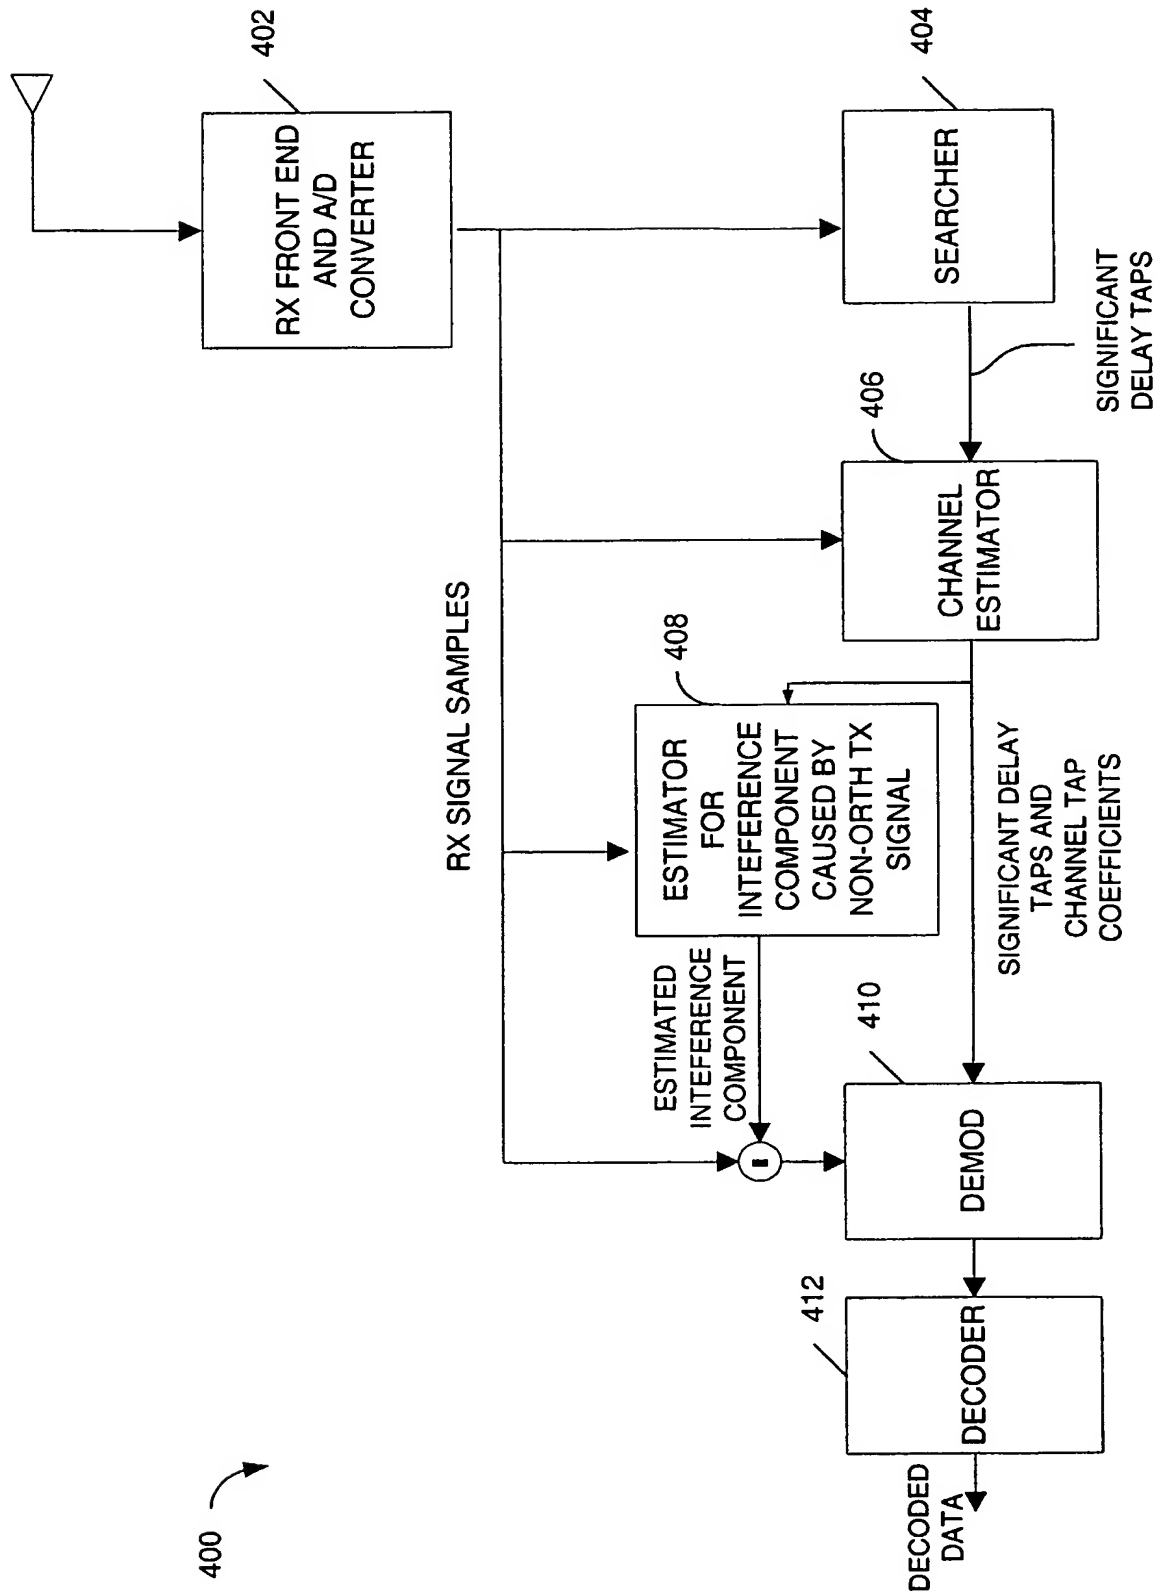 400
402
RX FRONT END
AND A/D
CONVERTER
RX SIGNAL SAMPLES
404
SEARCHER
SIGNIFICANT
DELAY TAPS
406
CHANNEL
ESTIMATOR
408
ESTIMATOR
FOR
INTEFERENCE
COMPONENT
CAUSED BY
NON-ORTH TX
SIGNAL
SIGNIFICANT DELAY
TAPS AND
CHANNEL TAP
COEFFICIENTS
ESTIMATED
INTEFERENCE
COMPONENT
410
DEMOD
412
DECODER
DECODED
DATA